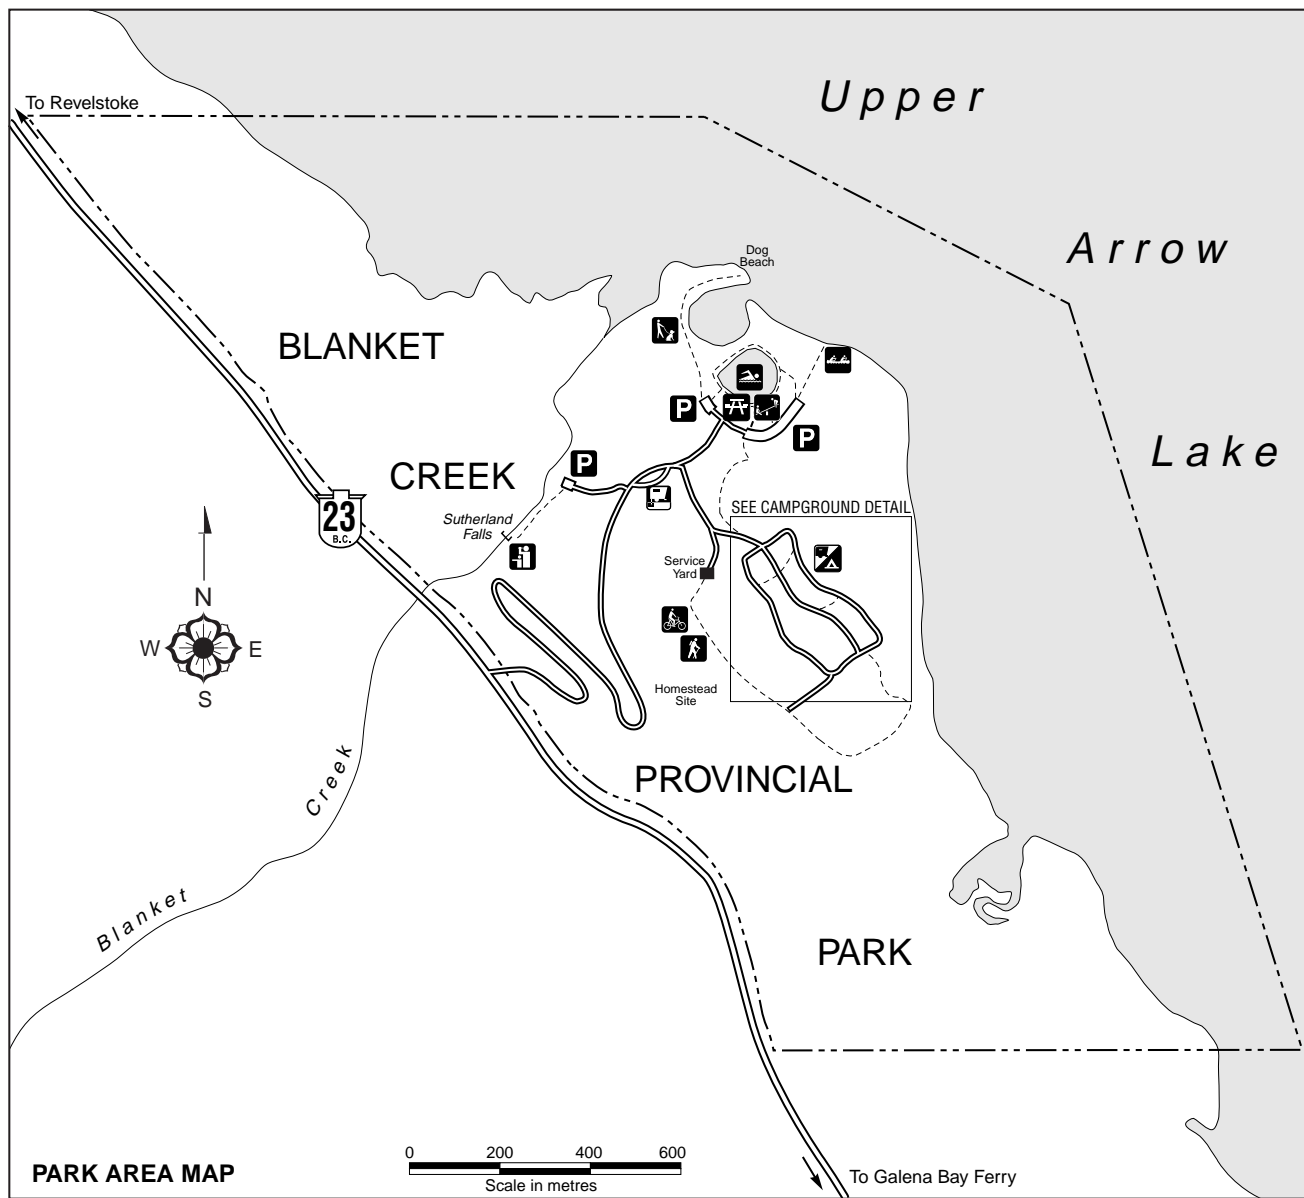 Upper
To Revelstoke
Arrow
Dog
Beach
BLANKET
P
P
Lake
CREEK
P
23
B.C.
SEE CAMPGROUND DETAIL
Sutherland
Falls
Service
Yard
N
W E
S
Homestead
Site
Creek
PROVINCIAL
Blanket
PARK
0 200 400 600
Scale in metres
PARK AREA MAP
To Galena Bay Ferry